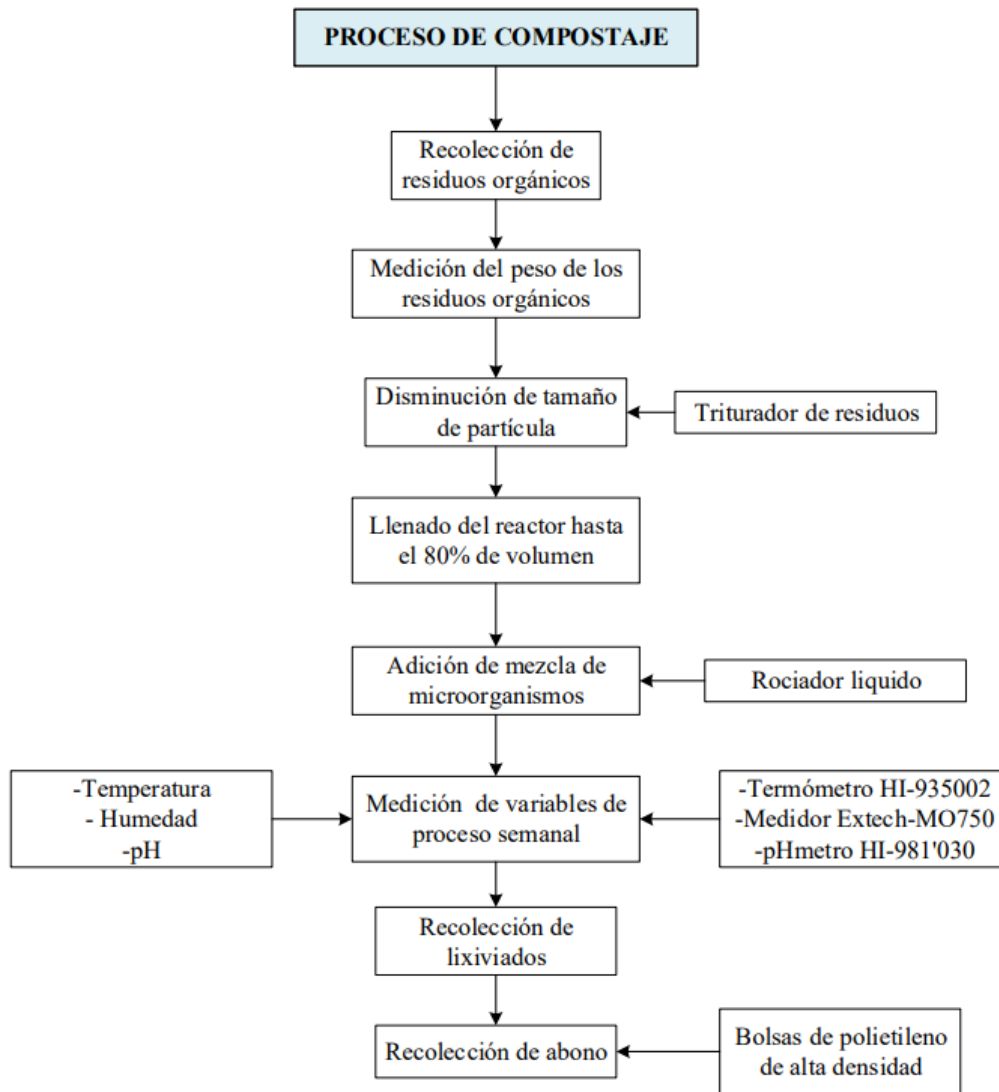 PROCESO DE COMPOSTAJE
Recolección de
residuos orgánicos
Medición del peso de los
residuos orgánicos
Disminución de tamaño
de partícula
Triturador de residuos
Llenado del reactor hasta
el 80% de volumen
Adición de mezcla de
microorganismos
Rociador liquido
-Temperatura
- Humedad
-pH
Medición de variables de
proceso semanal
-Termómetro HI-935002
-Medidor Extech-MO750
-pHmetro HI-981'030
Recolección de
lixiviados
Recolección de abono
Bolsas de polietileno
de alta densidad